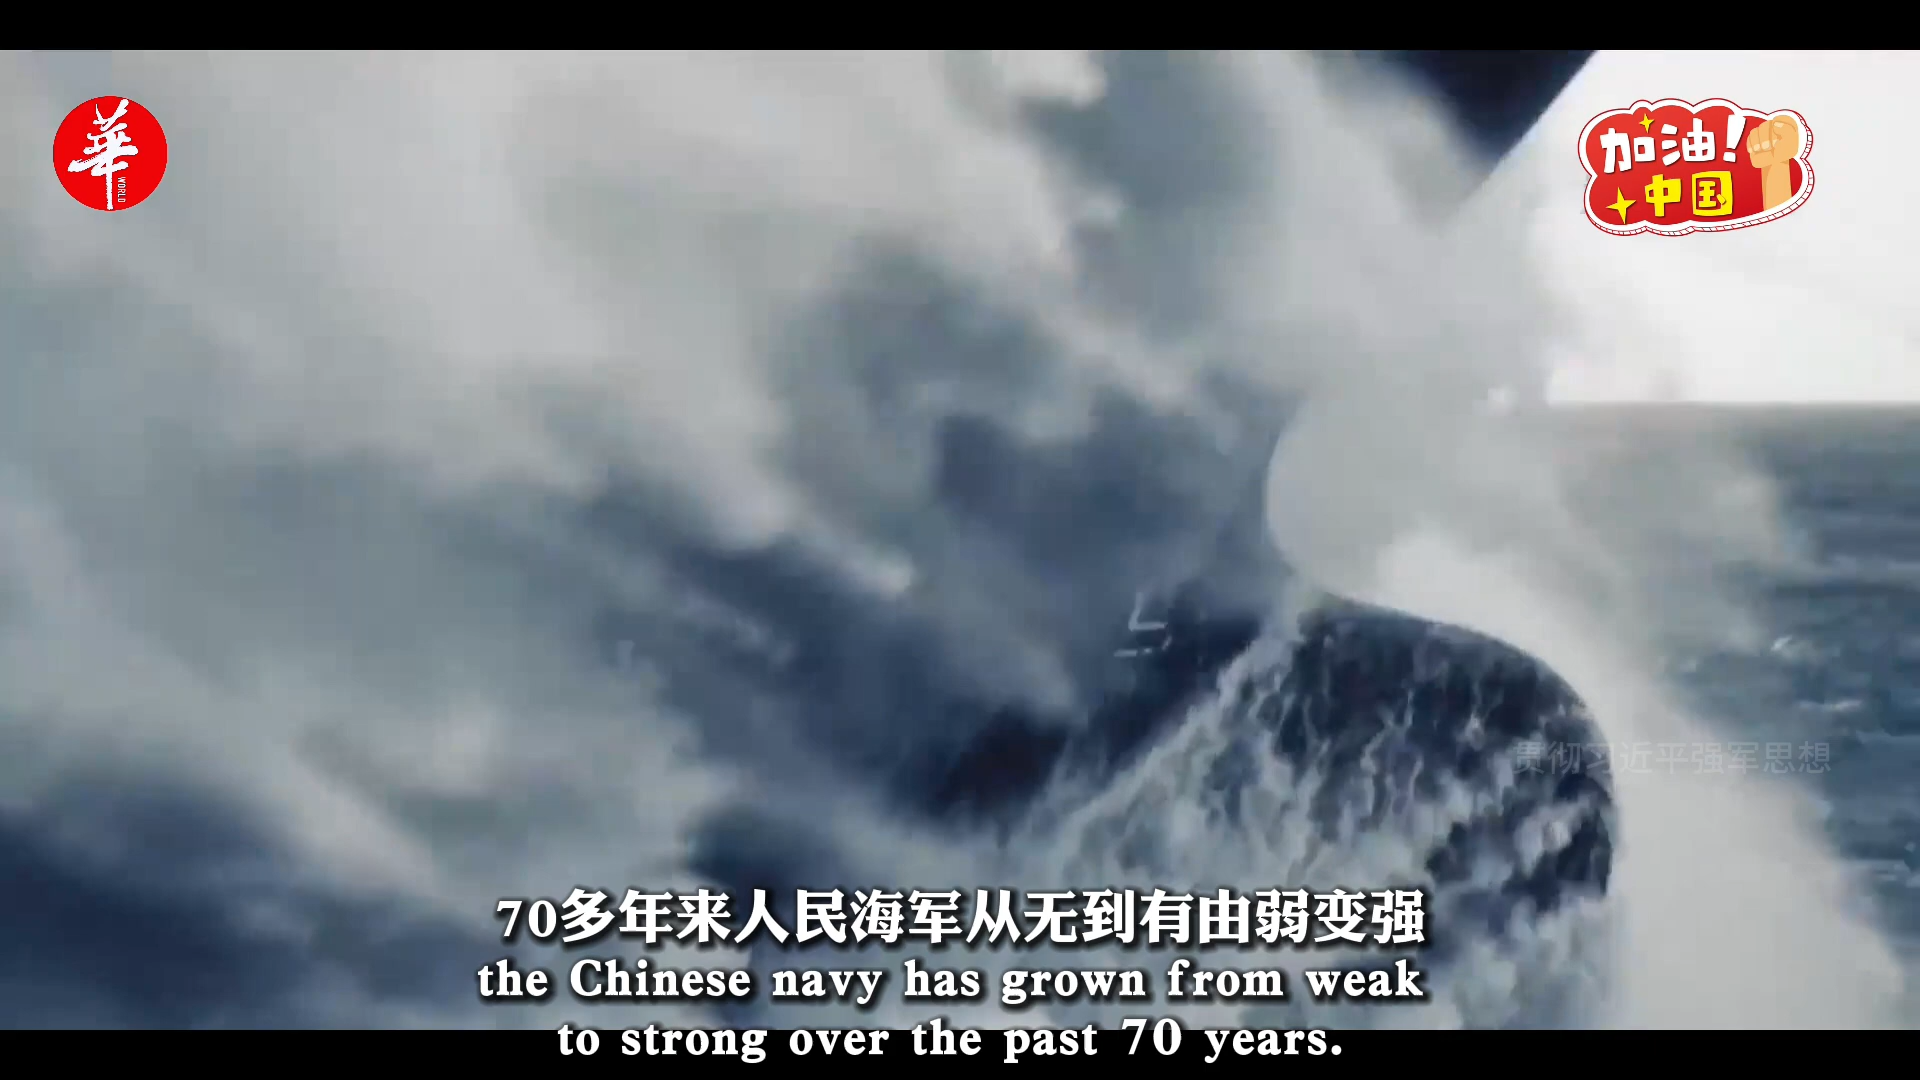 華
WORLD
加油!
中国
贯彻习近平强军思想
70多年来人民海军从无到有由弱变强
the Chinese navy has grown from weak
to strong over the past 70 years.